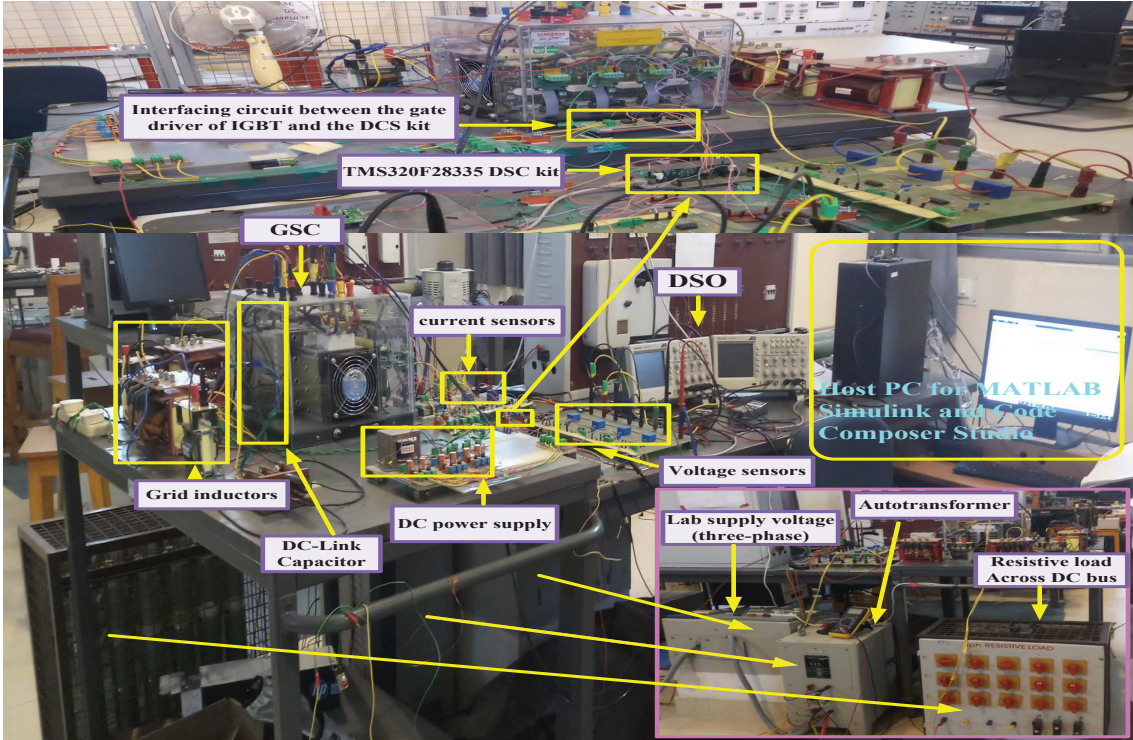 Interfacing circuit between the gate
driver of IGBT and the DCS kit
TMS320F28335 DSC kit
GSC
DSO
current sensors
Host PC for MATLAB
Simulink and Code
Composer Studio
Grid inductors
DC power supply
Voltage sensors
DC-Link
Capacitor
Lab supply voltage
(three-phase)
Autotransformer
Resistive load
Across DC bus
RESISTIVE LOAD
hp